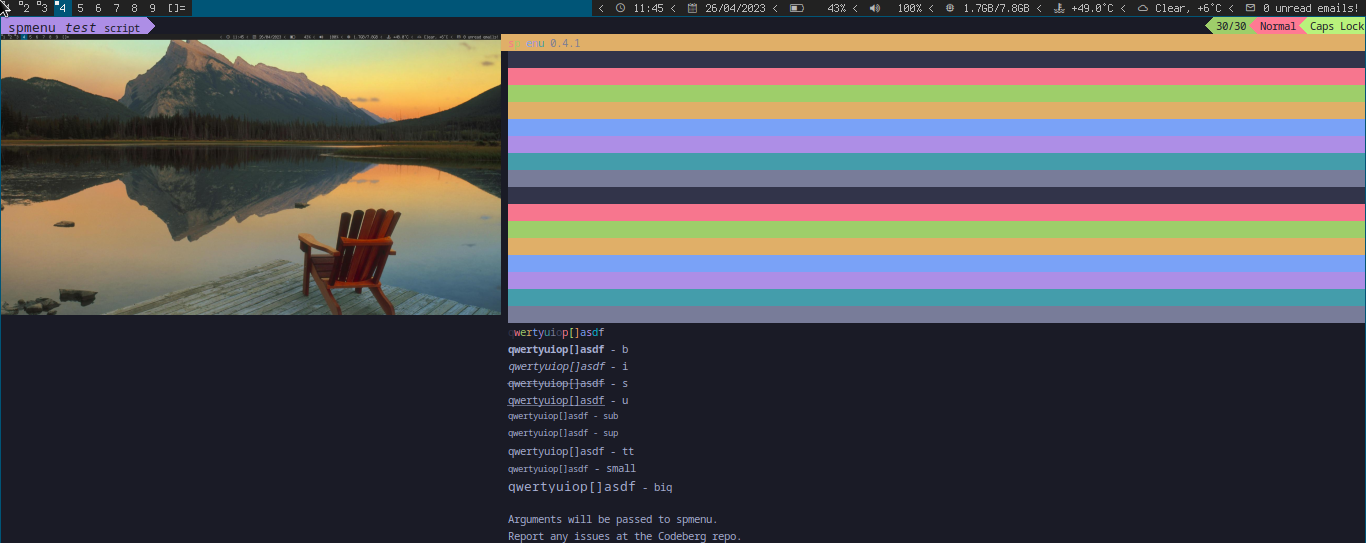 2 3 4 5 6 7 8 9 []= < 11:45 < 26/04/2023 < 43% < 100% < 1.7GB/7.8GB < +49.0°C < Clear, +6°C < 0 unread emails!
spmenu test script 30/30 Normal Caps Lock
spmenu 0.4.1
qwertyuiop[]asdf
qwertyuiop[]asdf - b
qwertyuiop[]asdf - i
qwertyuiop[]asdf - s
qwertyuiop[]asdf - u
qwertyuiop[]asdf - sub
qwertyuiop[]asdf - sup
qwertyuiop[]asdf - tt
qwertyuiop[]asdf - small
qwertyuiop[]asdf - big
Arguments will be passed to spmenu.
Report any issues at the Codeberg repo.